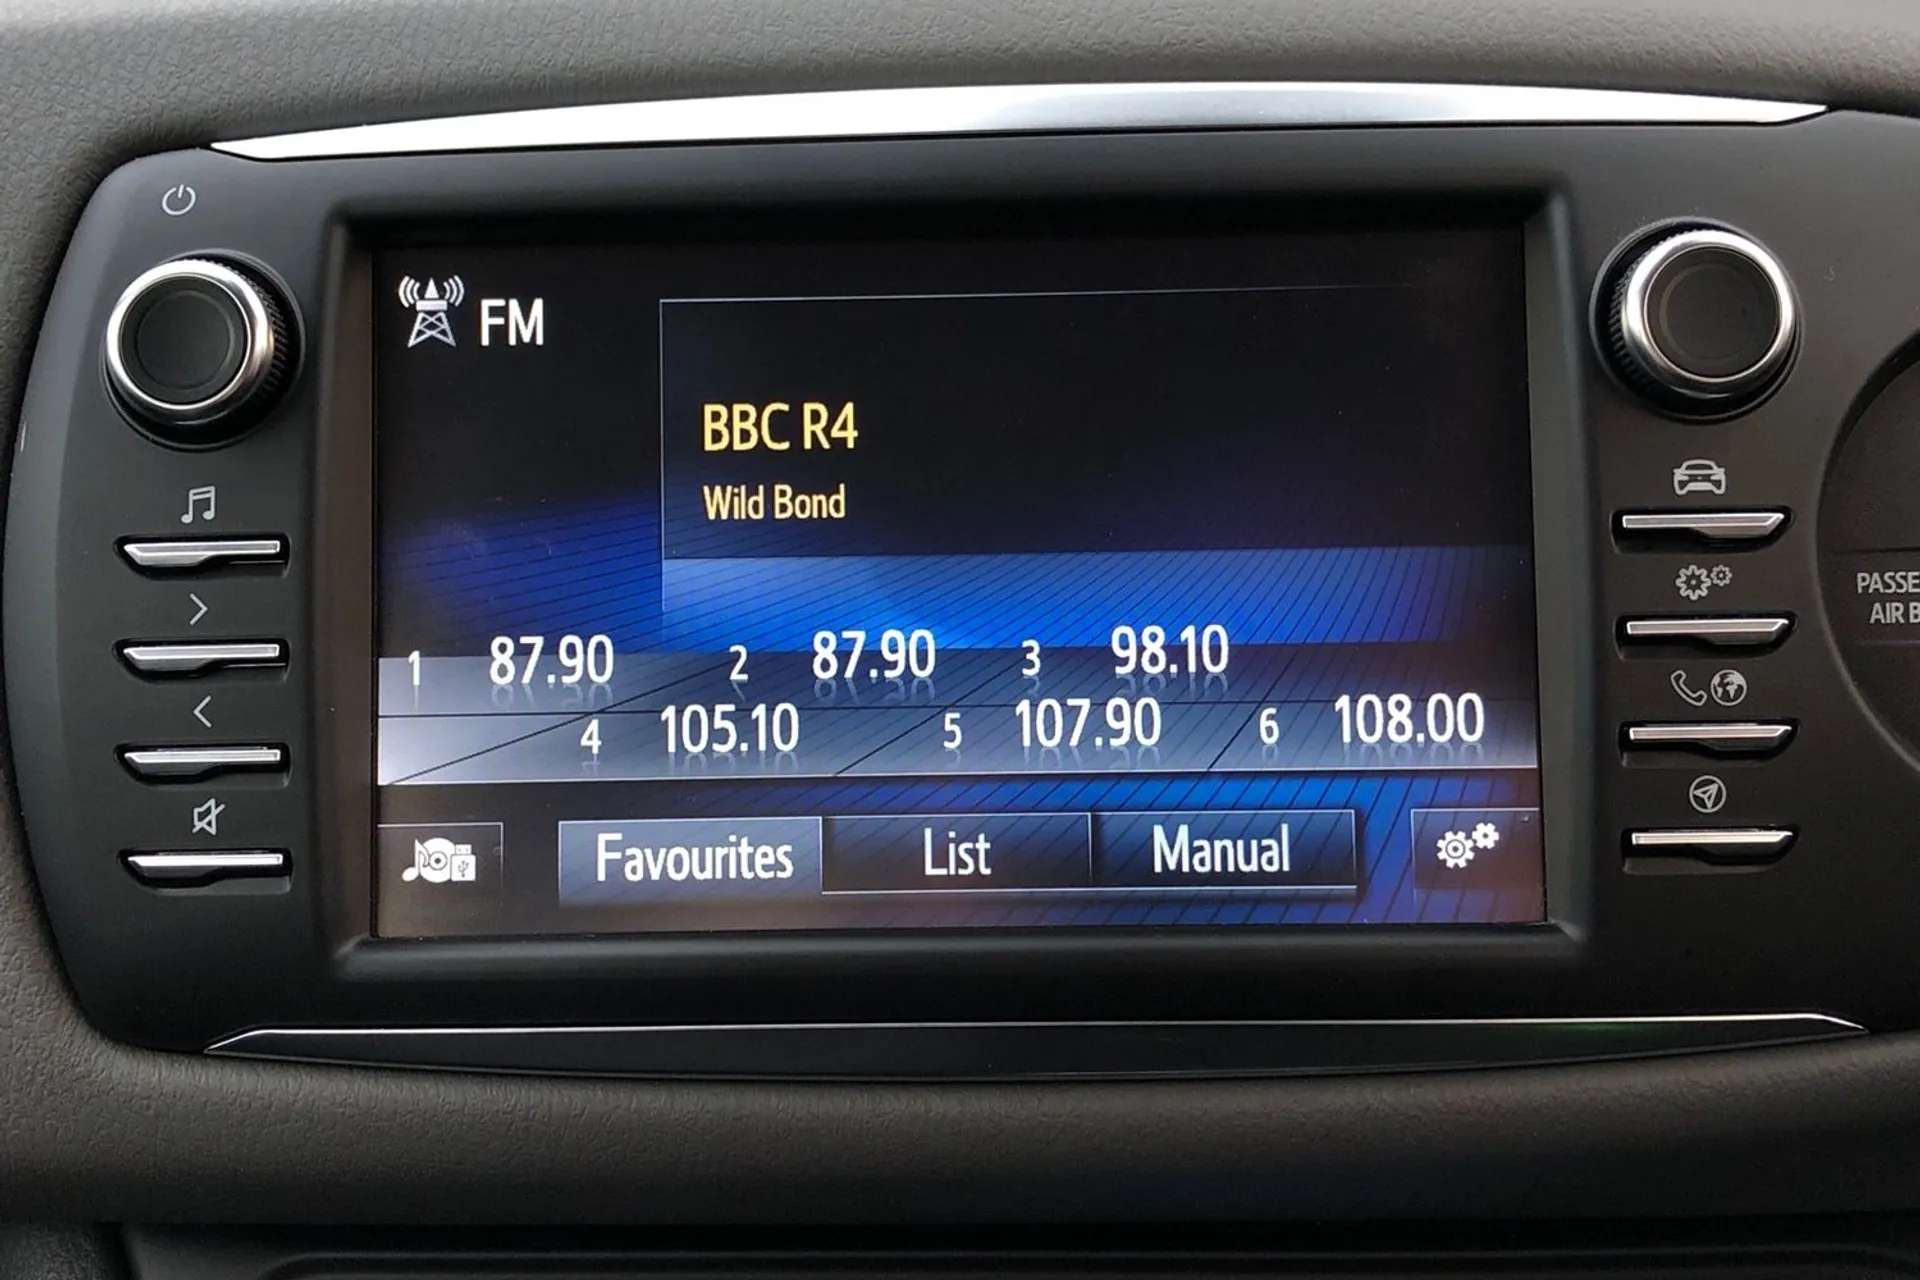 FM
BBC R4
Wild Bond
1 87.90 2 87.90 3 98.10
4 105.10 5 107.90 6 108.00
Favourites List Manual
AIR